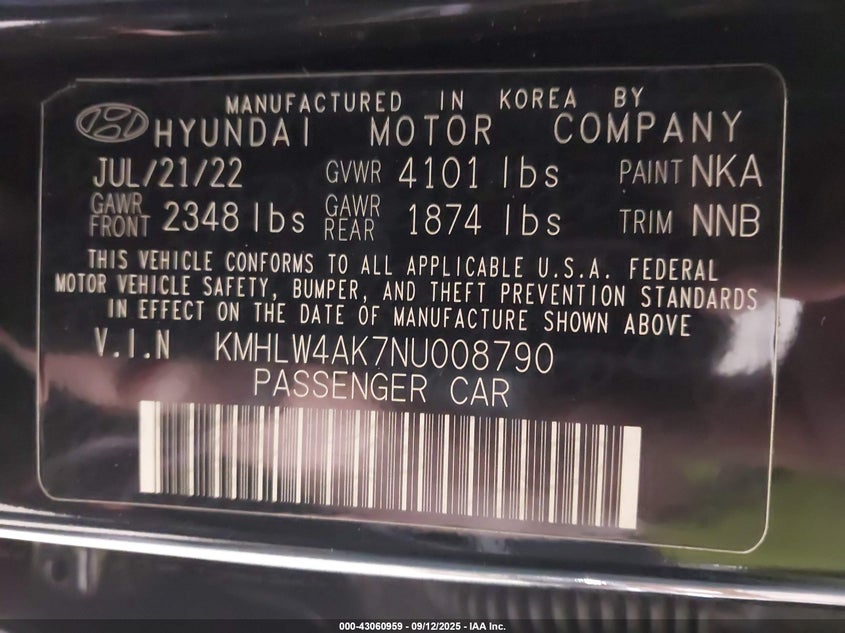 MANUFACTURED IN KOREA BY
HYUNDAI MOTOR COMPANY
JUL/21/22 GVWR 4101 lbs PAINT NKA
GAWR FRONT 2348 lbs GAWR REAR 1874 lbs TRIM NNB
THIS VEHICLE CONFORMS TO ALL APPLICABLE U.S.A. FEDERAL
MOTOR VEHICLE SAFETY, BUMPER, AND THEFT PREVENTION STANDARDS
IN EFFECT ON THE DATE OF MANUFACTURE SHOWN ABOVE
V.I.N KMHLW4AK7NU008790
PASSENGER CAR
000-43060959 - 09/12/2025 - IAA Inc.